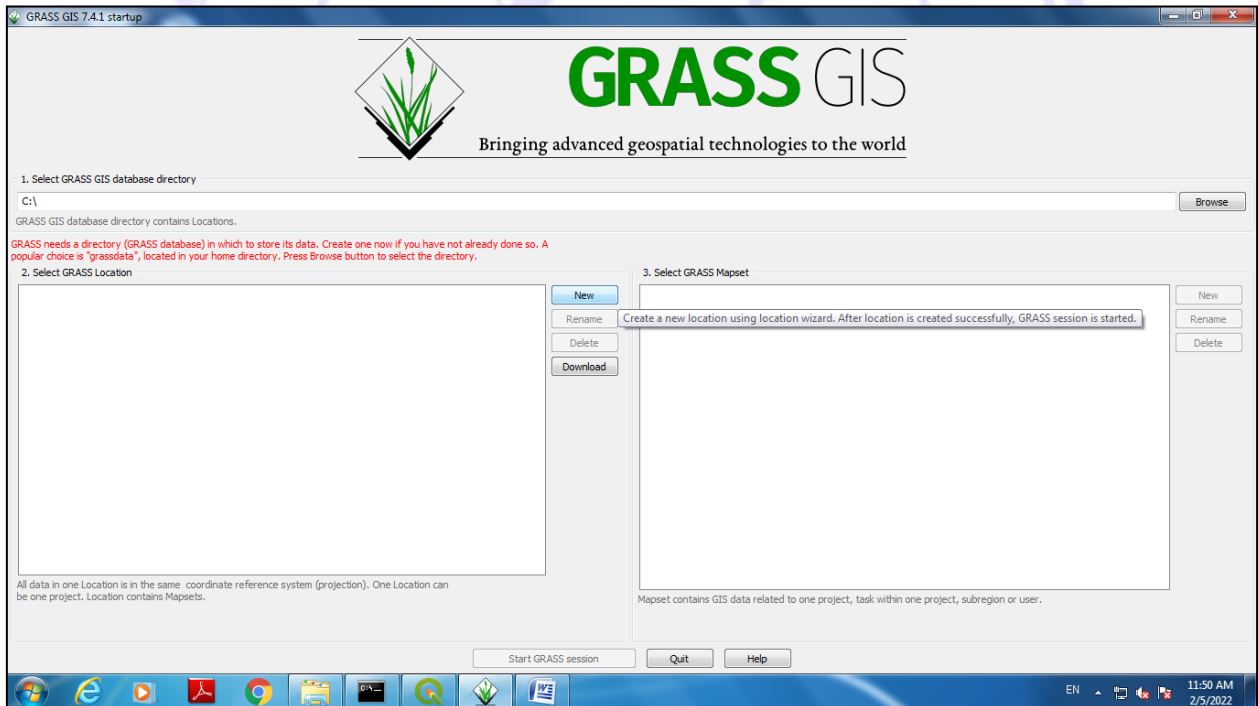 GRASS GIS 7.4.1 startup
GRASS GIS
Bringing advanced geospatial technologies to the world
1. Select GRASS GIS database directory
C:\
Browse
GRASS GIS database directory contains Locations.
GRASS needs a directory (GRASS database) in which to store its data. Create one now if you have not already done so. A
popular choice is "grassdata", located in your home directory. Press Browse button to select the directory.
2. Select GRASS Location
New
Rename
Delete
Download
Create a new location using location wizard. After location is created successfully, GRASS session is started.
All data in one Location is in the same coordinate reference system (projection). One Location can
be one project. Location contains Mapsets.
3. Select GRASS Mapset
New
Rename
Delete
Mapset contains GIS data related to one project, task within one project, subregion or user.
Start GRASS session
Quit
Help
C:\_
W
EN
11:50 AM
2/5/2022